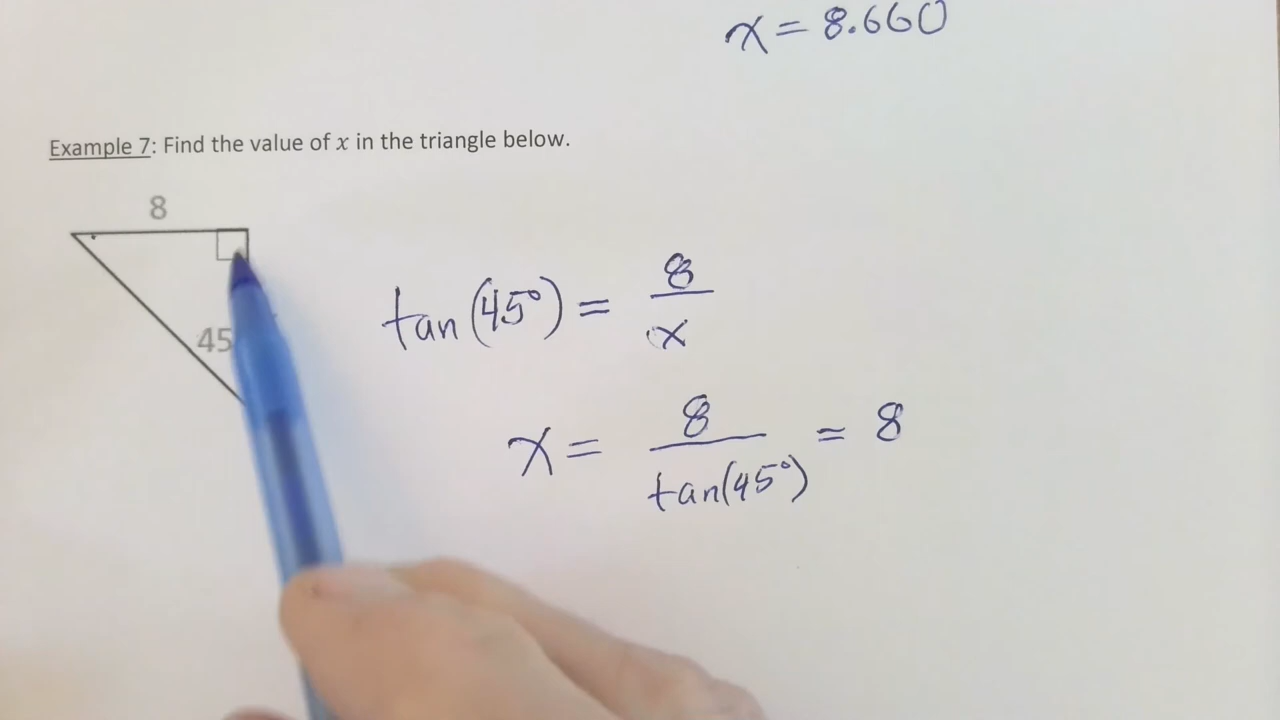 x = 8.660
Example 7: Find the value of x in the triangle below.
8
45
tan(45°) = 8/x
x = 8/tan(45°) = 8